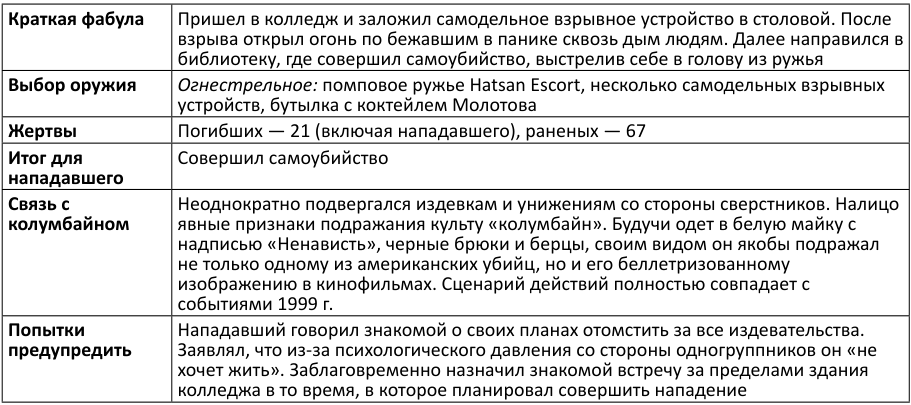 Краткая фабула
Пришел в колледж и заложил самодельное взрывное устройство в столовой. После
взрыва открыл огонь по бежавшим в панике сквозь дым людям. Далее направился в
библиотеку, где совершил самоубийство, выстрелив себе в голову из ружья
Выбор оружия
Огнестрельное: помповое ружье Hatsan Escort, несколько самодельных взрывных
устройств, бутылка с коктейлем Молотова
Жертвы
Погибших — 21 (включая нападавшего), раненых — 67
Итог для
нападавшего
Совершил самоубийство
Связь с
колумбайном
Неоднократно подвергался издевкам и унижениям со стороны сверстников. Налицо
явные признаки подражания культу «колумбайн». Будучи одет в белую майку с
надписью «Ненависть», черные брюки и берцы, своим видом он якобы подражал
не только одному из американских убийц, но и его беллетризованному
изображению в кинофильмах. Сценарий действий полностью совпадает с
событиями 1999 г.
Попытки
предупредить
Нападавший говорил знакомой о своих планах отомстить за все издевательства.
Заявлял, что из-за психологического давления со стороны одногруппников он «не
хочет жить». Заблаговременно назначил знакомой встречу за пределами здания
колледжа в то время, в которое планировал совершить нападение